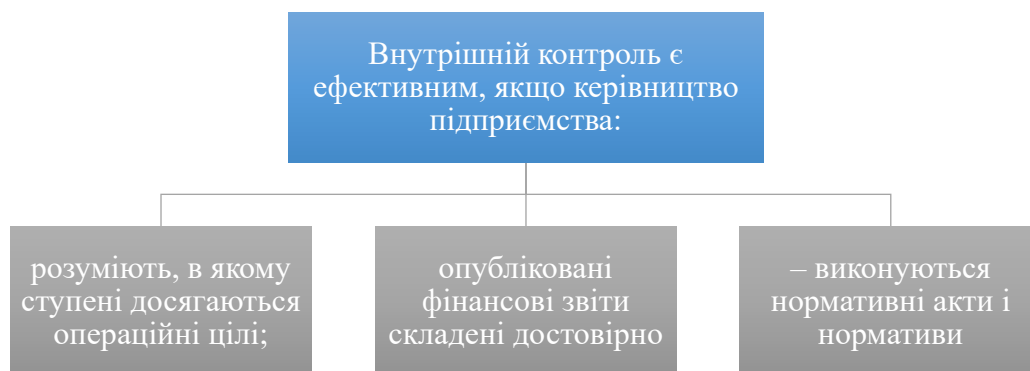 Внутрішній контроль є
ефективним, якщо керівництво
підприємства:
розуміють, в якому
ступені досягаються
операційні цілі;
опубліковані
фінансові звіти
складені достовірно
– виконуються
нормативні акти і
нормативи